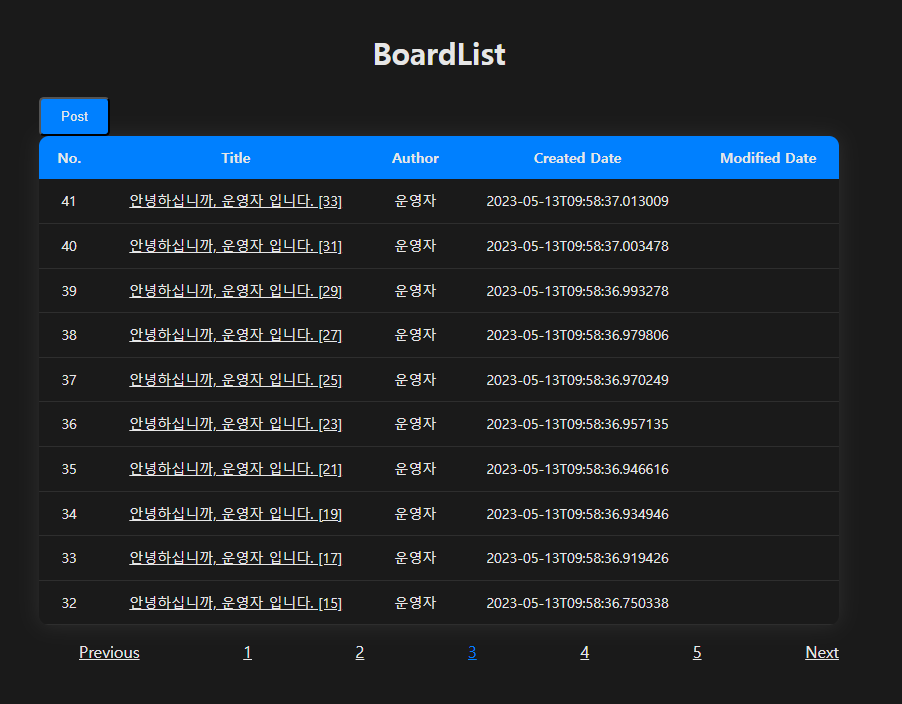 BoardList
Post
No. Title Author Created Date Modified Date
41 안녕하십니까, 운영자 입니다. [33] 운영자 2023-05-13T09:58:37.013009
40 안녕하십니까, 운영자 입니다. [31] 운영자 2023-05-13T09:58:37.003478
39 안녕하십니까, 운영자 입니다. [29] 운영자 2023-05-13T09:58:36.993278
38 안녕하십니까, 운영자 입니다. [27] 운영자 2023-05-13T09:58:36.979806
37 안녕하십니까, 운영자 입니다. [25] 운영자 2023-05-13T09:58:36.970249
36 안녕하십니까, 운영자 입니다. [23] 운영자 2023-05-13T09:58:36.957135
35 안녕하십니까, 운영자 입니다. [21] 운영자 2023-05-13T09:58:36.946616
34 안녕하십니까, 운영자 입니다. [19] 운영자 2023-05-13T09:58:36.934946
33 안녕하십니까, 운영자 입니다. [17] 운영자 2023-05-13T09:58:36.919426
32 안녕하십니까, 운영자 입니다. [15] 운영자 2023-05-13T09:58:36.750338
Previous 1 2 3 4 5 Next